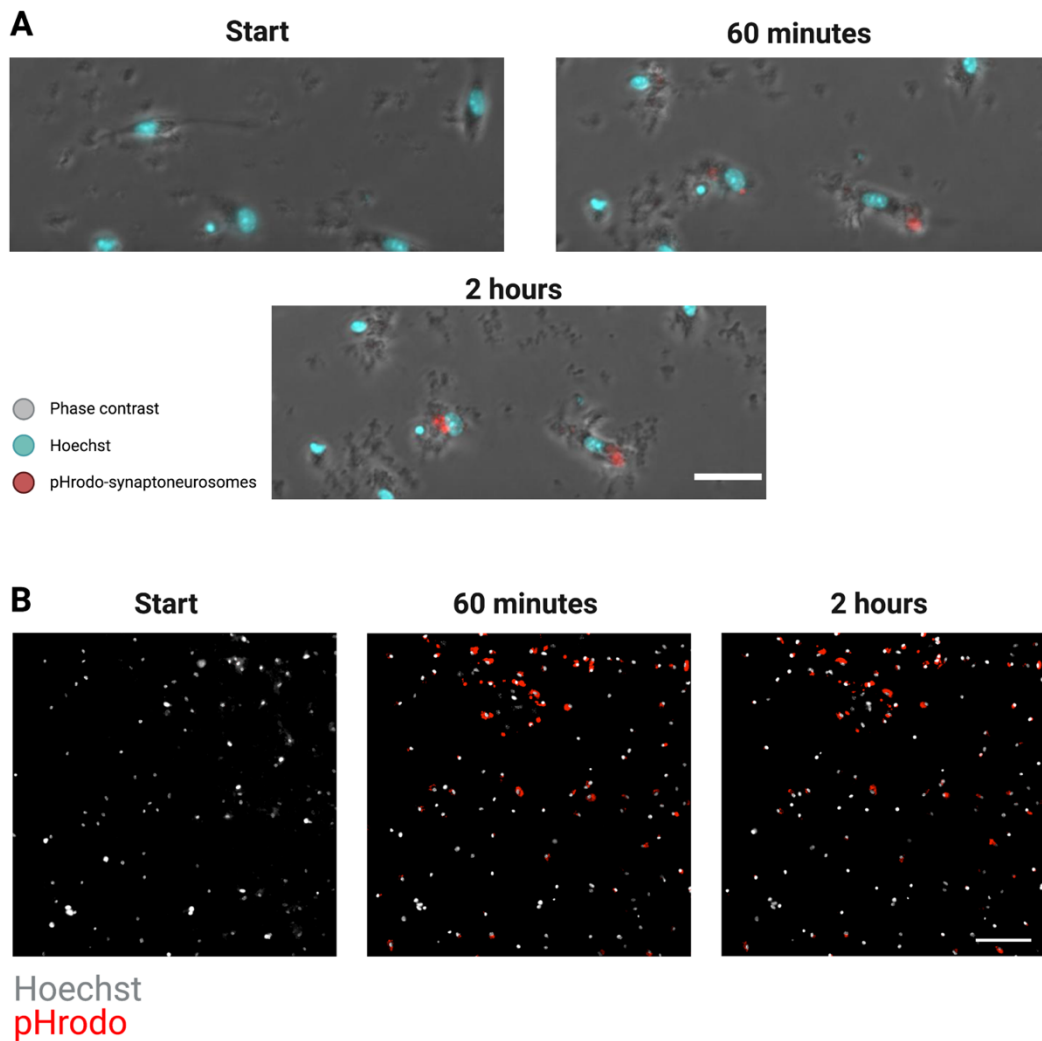 A
Start
60 minutes
2 hours
Phase contrast
Hoechst
pHrodo-synaptoneurosomes
B
Start
60 minutes
2 hours
Hoechst
pHrodo